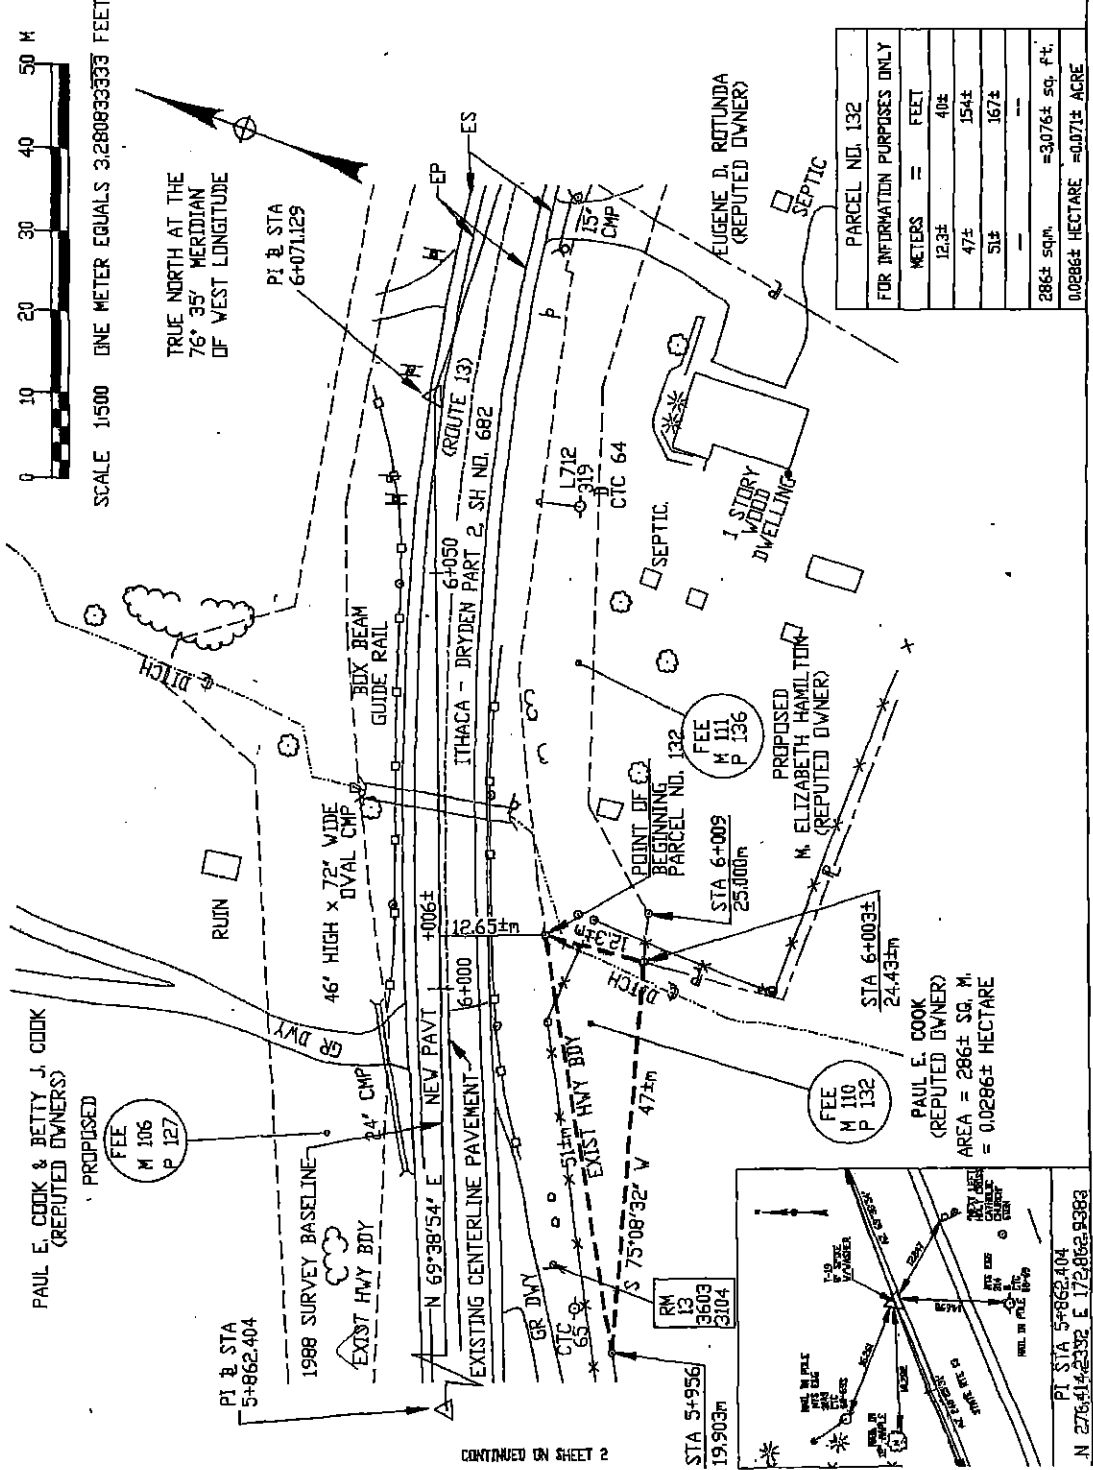 0 10 20 30 40 50 M
SCALE 1:500 ONE METER EQUALS 3.280833333 FEET
TRUE NORTH AT THE
76° 35' MERIDIAN
OF WEST LONGITUDE
PI @ STA
6+071.129
EP
ES
PAUL E. COOK & BETTY J. COOK
(REPUTED OWNERS)
PROPOSED
FEE
M 106
P 127
RUIN
46" HIGH x 72" WIDE
OVAL CMP
℄ DITCH
BOX BEAM
GUIDE RAIL
GR DWY
24" CMP
1988 SURVEY BASELINE
EXIST HWY BDY
PI @ STA
5+862.404
N 69°38'54" E
NEW PAVT
6+000
+006±
12.65±m
6+050
(ROUTE 13)
ITHACA - DRYDEN PART 2, SH NO. 682
EXISTING CENTERLINE PAVEMENT
GR DWY
15" CMP
L712
319
CTC 64
CTC
65
EXIST HWY BDY
51±m
47±m
S 75°08'32" W
12.3±m
℄ DITCH
SEPTIC
1 STORY
WOOD
DWELLING
SEPTIC
EUGENE D. ROTUNDA
(REPUTED OWNER)
FEE
M 111
P 136
PROPOSED
M. ELIZABETH HAMILTON
(REPUTED OWNER)
POINT OF
BEGINNING
PARCEL NO. 132
STA 6+009
25.000m
STA 6+003±
24.43±m
FEE
M 110
P 132
PAUL E. COOK
(REPUTED OWNER)
AREA = 286± SQ. M.
= 0.0286± HECTARE
RM
13
3603
3104
STA 5+956
19.903m
CONTINUED ON SHEET 2
PARCEL NO. 132
FOR INFORMATION PURPOSES ONLY
METERS = FEET
12.3± 40±
47± 154±
51± 167±
— --
286± sq.m. =3,076± sq. ft.
0.0286± HECTARE =0.071± ACRE
PI STA 5+862.404